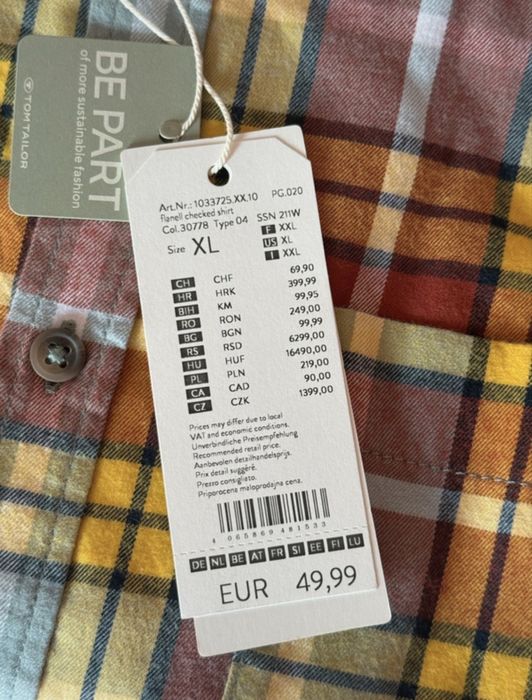 BE PART
of more sustainable fashion
TOM TAILOR
Art.Nr.: 1033725.XX.10 PG.020
flanell checked shirt
Col.30778 Type 04 SSN 211W
Size XL
F XXL
US XL
I XXL
CH CHF 69,90
HR HRK 399,99
BIH KM 99,95
RO RON 249,00
BG BGN 99,99
RS RSD 6299,00
HU HUF 16490,00
PL PLN 219,00
CA CAD 90,00
CZ CZK 1399,00
Prices may differ due to local
VAT and economic conditions.
Unverbindliche Preisempfehlung
Recommended retail price.
Aanbevolen detailhandelsprijs.
Prix detail suggéré.
Presso consigliato.
Priporocena maloprodajna cena.
4 065869 481533
DE NL BE AT FR SI EE FI LU
EUR 49,99